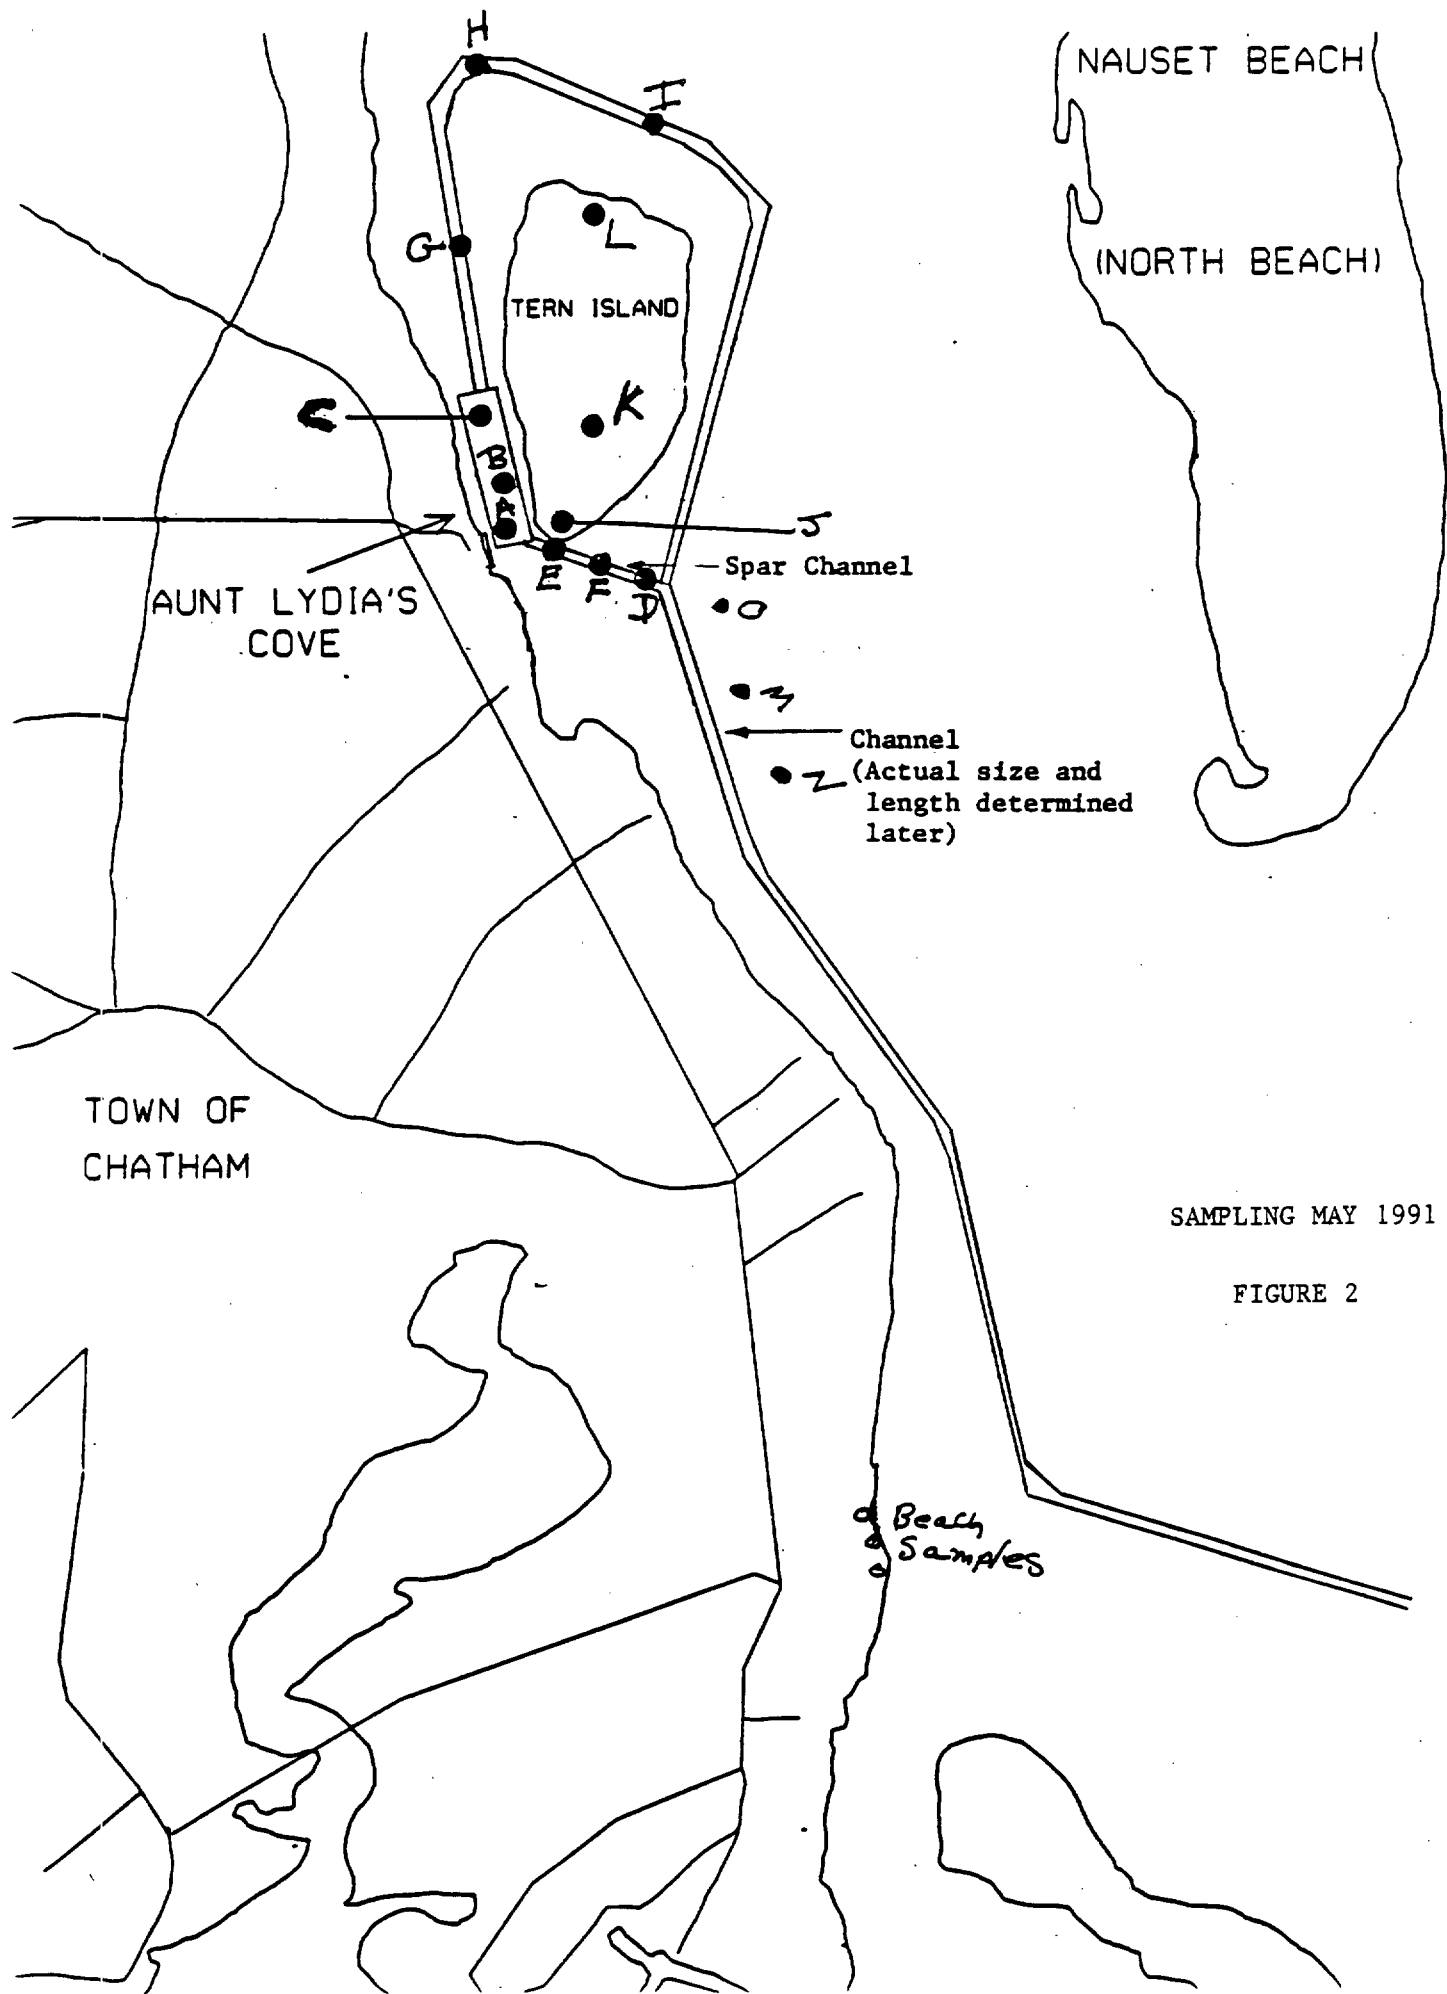 H
NAUSET BEACH
I
G
L
(NORTH BEACH)
TERN ISLAND
C
K
B
A
J
E
F
D
Spar Channel
O
AUNT LYDIA'S
COVE
M
Channel
N
(Actual size and
length determined
later)
TOWN OF
CHATHAM
SAMPLING MAY 1991
FIGURE 2
Beach
Samples